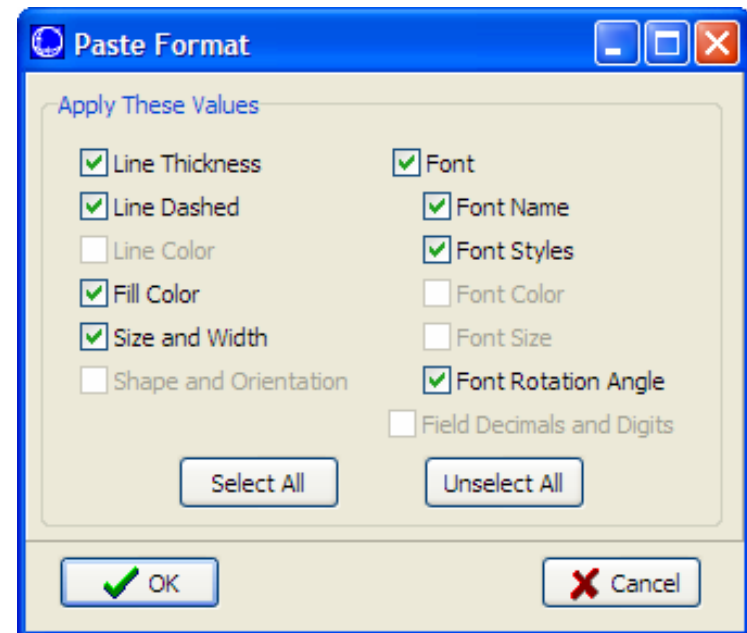 Paste Format
Apply These Values
Line Thickness
Line Dashed
Line Color
Fill Color
Size and Width
Shape and Orientation
Font
Font Name
Font Styles
Font Color
Font Size
Font Rotation Angle
Field Decimals and Digits
Select All
Unselect All
OK
Cancel